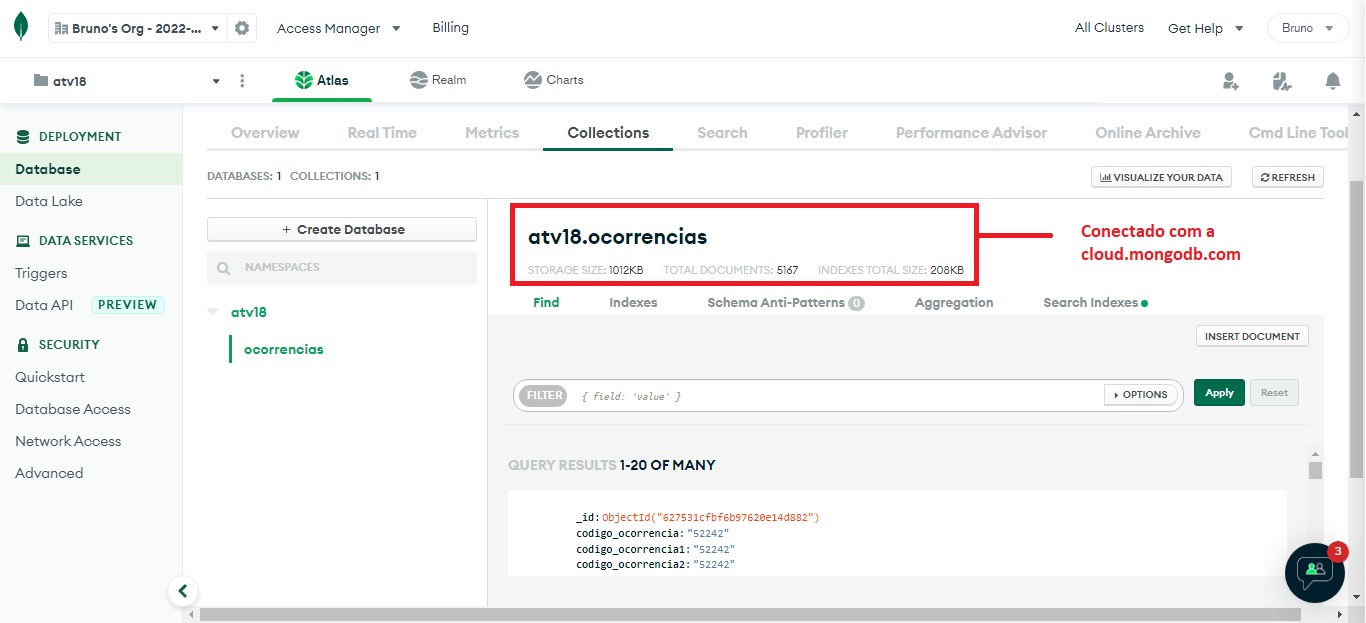 Bruno's Org - 2022-... Access Manager Billing All Clusters Get Help Bruno
atv18 Atlas Realm Charts
DEPLOYMENT
Database
Data Lake
DATA SERVICES
Triggers
Data API PREVIEW
SECURITY
Quickstart
Database Access
Network Access
Advanced
Overview Real Time Metrics Collections Search Profiler Performance Advisor Online Archive Cmd Line Tool
DATABASES: 1 COLLECTIONS: 1
VISUALIZE YOUR DATA REFRESH
+ Create Database
NAMESPACES
atv18
ocorrencias
atv18.ocorrencias
STORAGE SIZE: 1012KB TOTAL DOCUMENTS: 5167 INDEXES TOTAL SIZE: 208KB
Conectado com a
cloud.mongodb.com
Find Indexes Schema Anti-Patterns 0 Aggregation Search Indexes
INSERT DOCUMENT
FILTER { field: 'value' } OPTIONS Apply Reset
QUERY RESULTS 1-20 OF MANY
_id: ObjectId("627531cfbf6b97620e14d882")
codigo_ocorrencia: "52242"
codigo_ocorrencia1: "52242"
codigo_ocorrencia2: "52242"
3